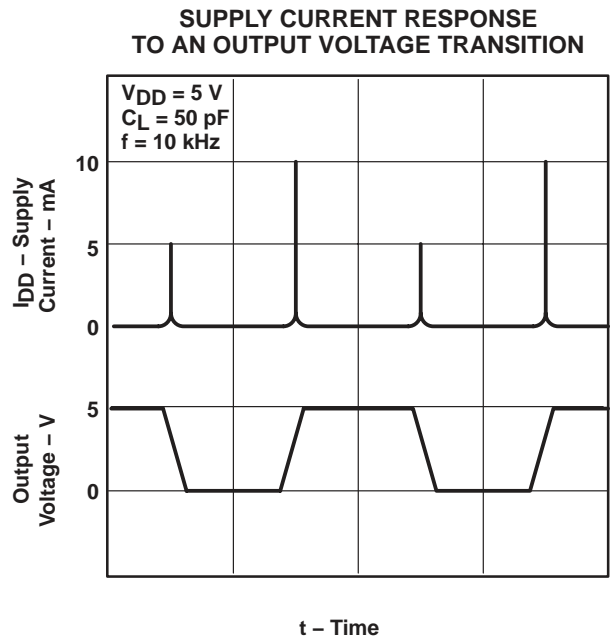 SUPPLY CURRENT RESPONSE
TO AN OUTPUT VOLTAGE TRANSITION
VDD = 5 V
CL = 50 pF
f = 10 kHz
IDD – Supply
Current – mA
10
5
0
Output
Voltage – V
5
0
t – Time